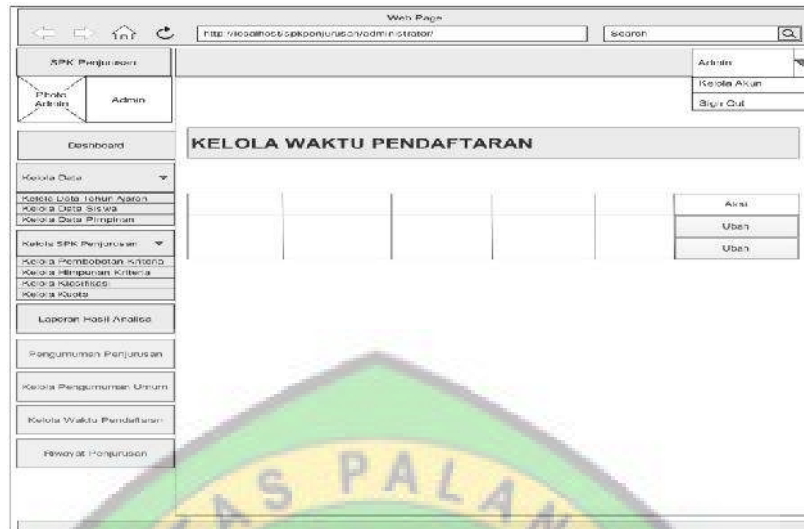 Web Page
http://localhost/spkpenjurusan/administrator/
Search
SPK Penjurusan
Admin
Kelola Akun
Sign Out
Photo Admin
Admin
Dashboard
KELOLA WAKTU PENDAFTARAN
Kelola Data
Kelola Data Tahun Ajaran
Kelola Data Siswa
Kelola Data Pimpinan
Aksi
Ubah
Ubah
Kelola SPK Penjurusan
Kelola Pembobotan Kriteria
Kelola Himpunan Kriteria
Kelola Klasifikasi
Kelola Kuota
Laporan Hasil Analisa
Pengumuman Penjurusan
Kelola Pengumuman Umum
Kelola Waktu Pendaftaran
Riwayat Penjurusan
AS PALAN